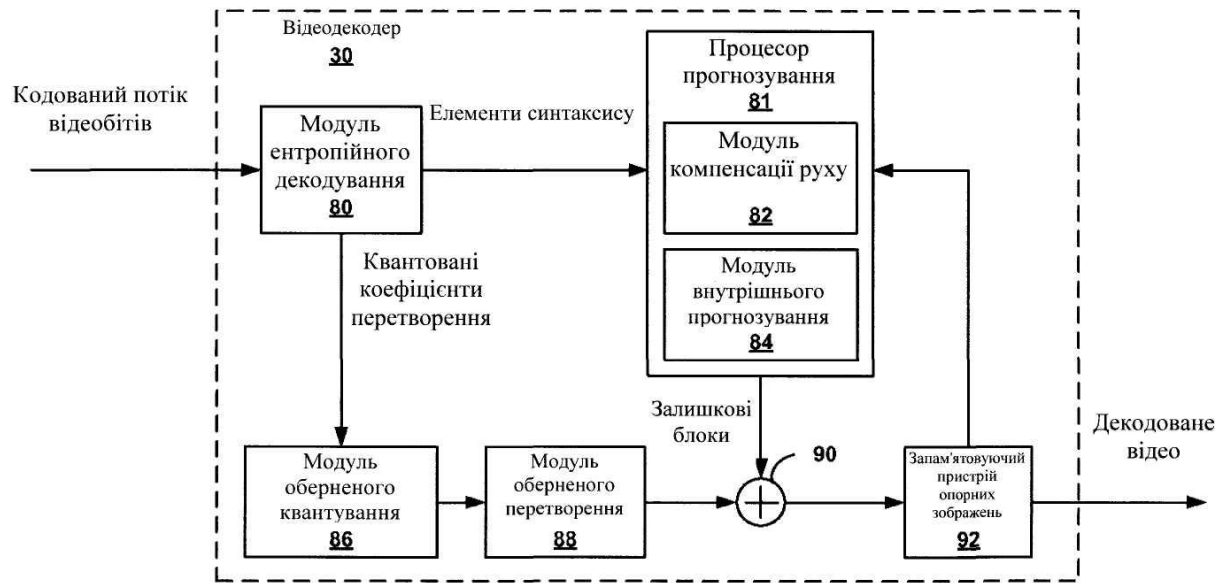 Відеодекодер
30
Кодований потік
відеобітів
Модуль
ентропійного
декодування
80
Елементи синтаксису
Процесор
прогнозування
81
Модуль
компенсації руху
82
Модуль
внутрішнього
прогнозування
84
Квантовані
коефіцієнти
перетворення
Залишкові
блоки
Модуль
оберненого
квантування
86
Модуль
оберненого
перетворення
88
90
Запам'ятовуючий
пристрій
опорних
зображень
92
Декодоване
відео